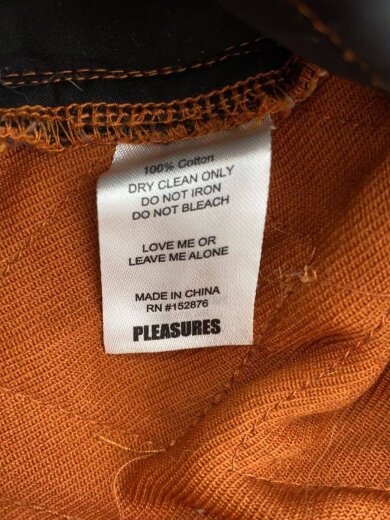 100% Cotton
DRY CLEAN ONLY
DO NOT IRON
DO NOT BLEACH
LOVE ME OR
LEAVE ME ALONE
MADE IN CHINA
RN #152876
PLEASURES